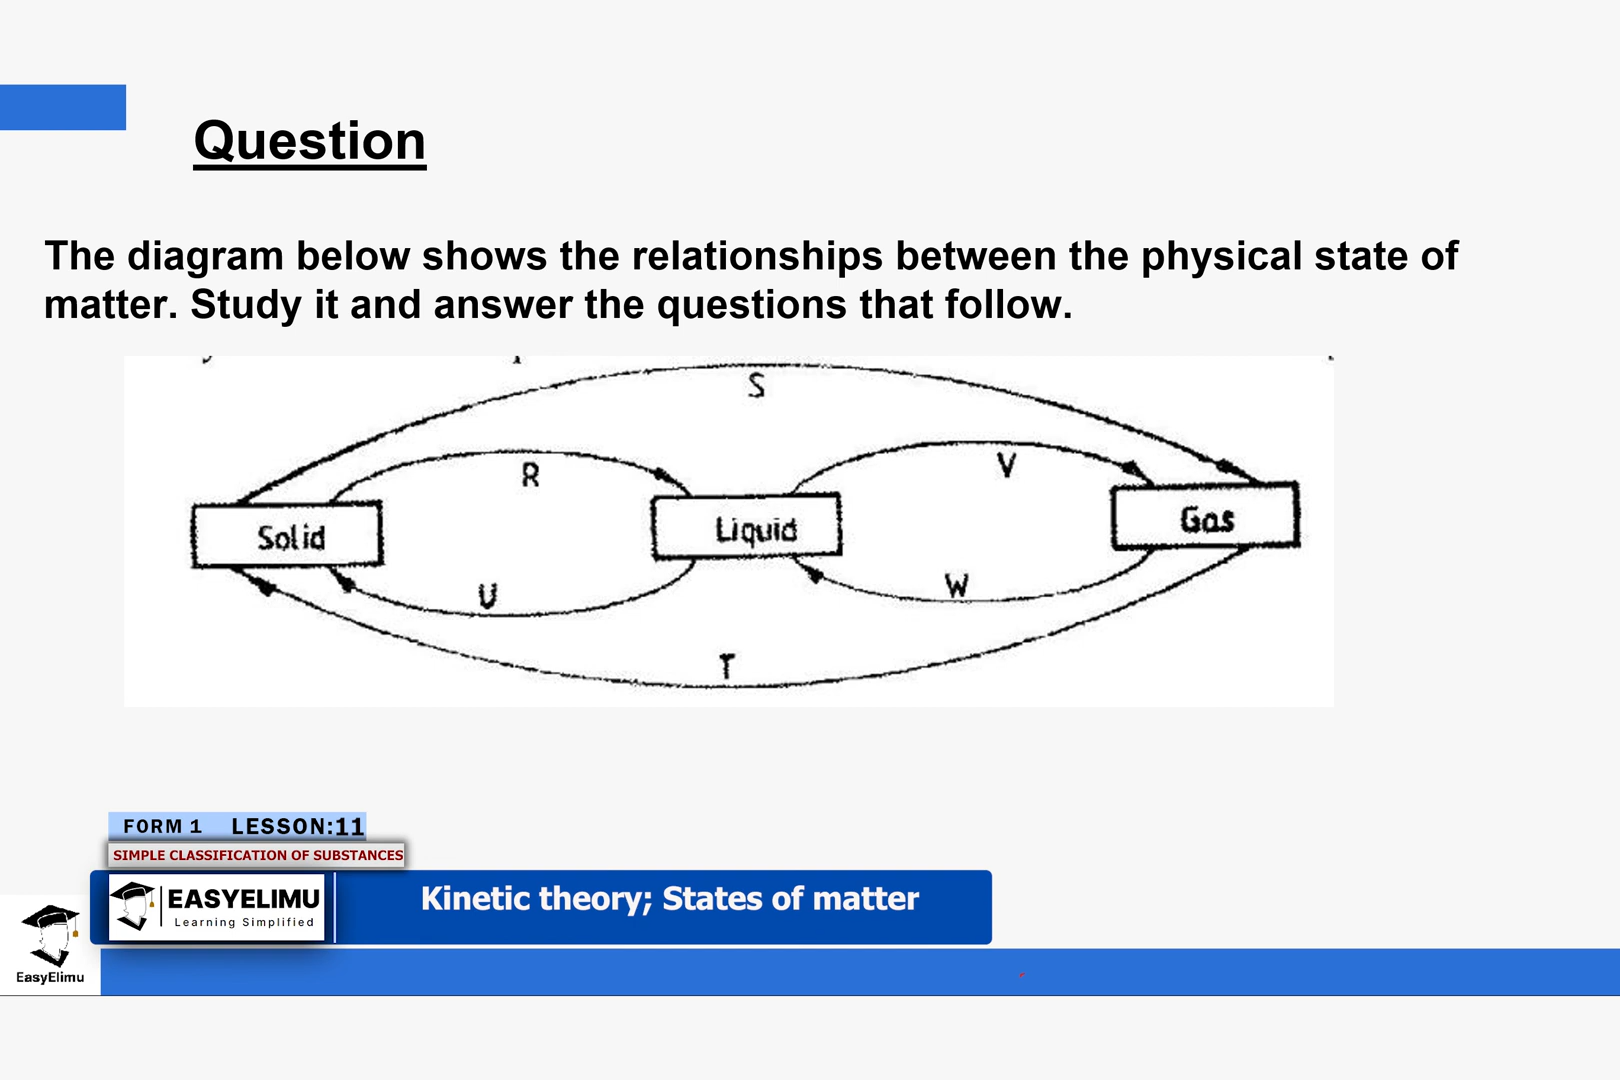 Question
The diagram below shows the relationships between the physical state of
matter. Study it and answer the questions that follow.
S
R
V
Solid
Liquid
Gas
U
W
T
FORM 1 LESSON:11
SIMPLE CLASSIFICATION OF SUBSTANCES
EASYELIMU
Learning Simplified
Kinetic theory; States of matter
EasyElimu